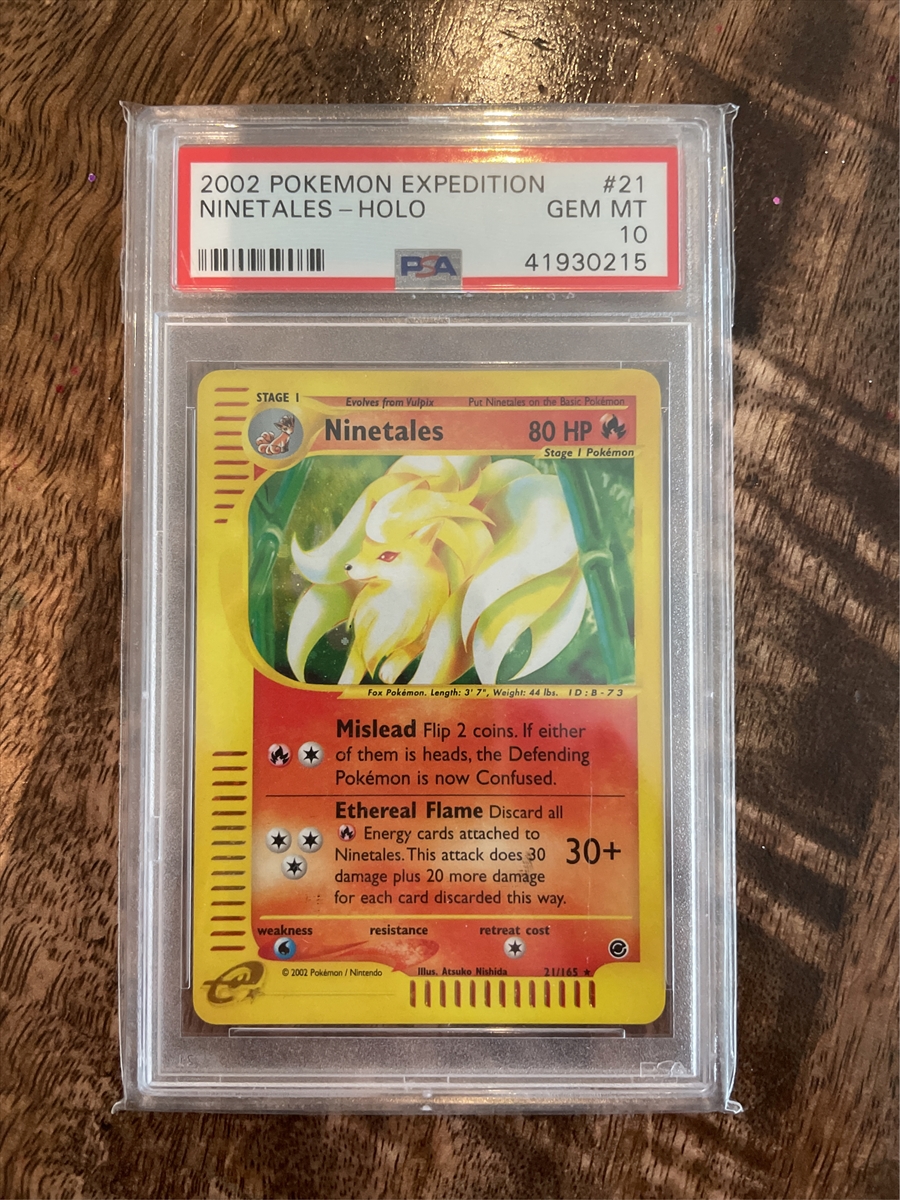 2002 POKEMON EXPEDITION #21
NINETALES – HOLO GEM MT
10
PSA 41930215
STAGE 1 Evolves from Vulpix Put Ninetales on the Basic Pokémon
Ninetales 80 HP
Stage 1 Pokémon
Fox Pokémon. Length: 3' 7", Weight: 44 lbs. ID: B - 73
Mislead Flip 2 coins. If either
of them is heads, the Defending
Pokémon is now Confused.
Ethereal Flame Discard all
Energy cards attached to
Ninetales. This attack does 30 30+
damage plus 20 more damage
for each card discarded this way.
weakness resistance retreat cost
© 2002 Pokémon / Nintendo Illus. Atsuko Nishida 21/165 ★
e
PSA